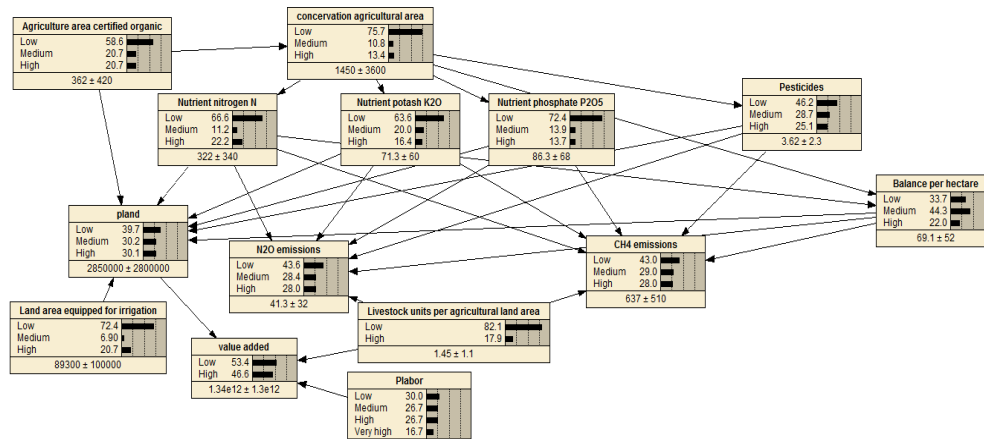 Agriculture area certified organic
Low 58.6
Medium 20.7
High 20.7
362 ± 420
concervation agricultural area
Low 75.7
Medium 10.8
High 13.4
1450 ± 3600
Nutrient nitrogen N
Low 66.6
Medium 11.2
High 22.2
322 ± 340
Nutrient potash K2O
Low 63.6
Medium 20.0
High 16.4
71.3 ± 60
Nutrient phosphate P2O5
Low 72.4
Medium 13.9
High 13.7
86.3 ± 68
Pesticides
Low 46.2
Medium 28.7
High 25.1
3.62 ± 2.3
Balance per hectare
Low 33.7
Medium 44.3
High 22.0
69.1 ± 52
pland
Low 39.7
Medium 30.2
High 30.1
2850000 ± 2800000
N2O emissions
Low 43.6
Medium 28.4
High 28.0
41.3 ± 32
CH4 emissions
Low 43.0
Medium 29.0
High 28.0
637 ± 510
Land area equipped for irrigation
Low 72.4
Medium 6.90
High 20.7
89300 ± 100000
value added
Low 53.4
High 46.6
1.34e12 ± 1.3e12
Livestock units per agricultural land area
Low 82.1
High 17.9
1.45 ± 1.1
Plabor
Low 30.0
Medium 26.7
High 26.7
Very high 16.7